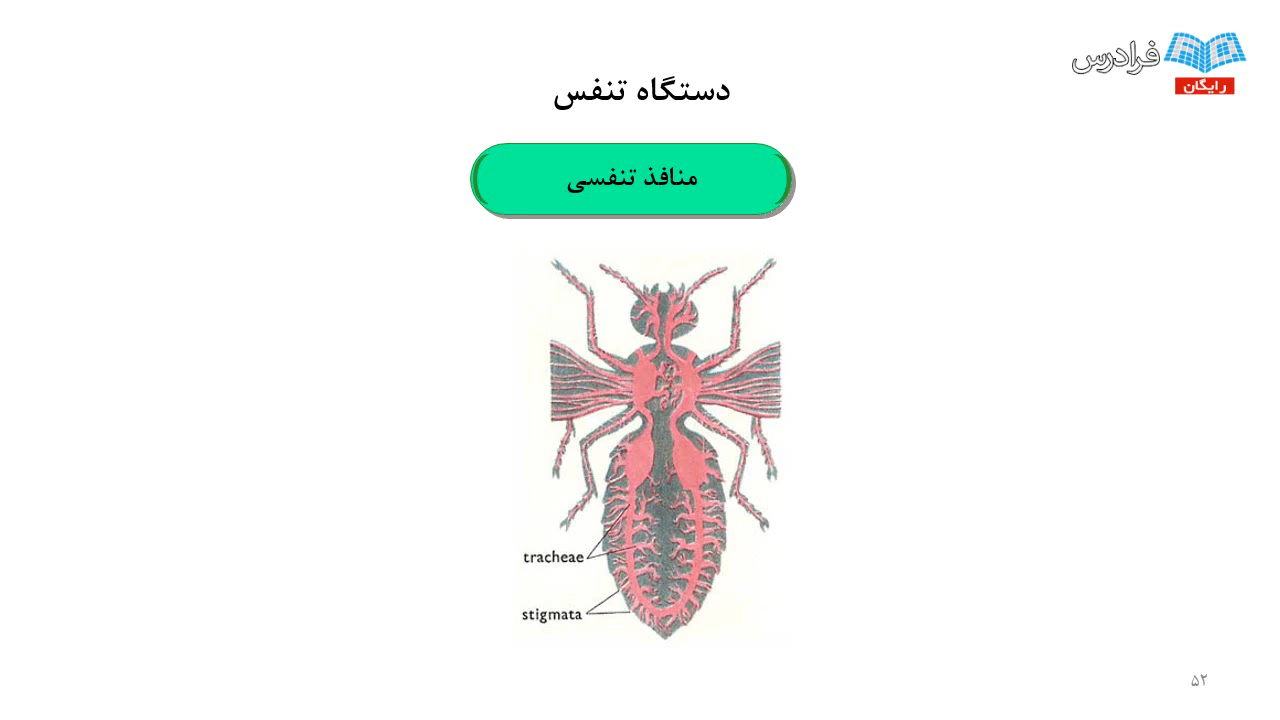 فرادرس
رایگان
دستگاه تنفس
منافذ تنفسی
tracheae
stigmata
۵۲